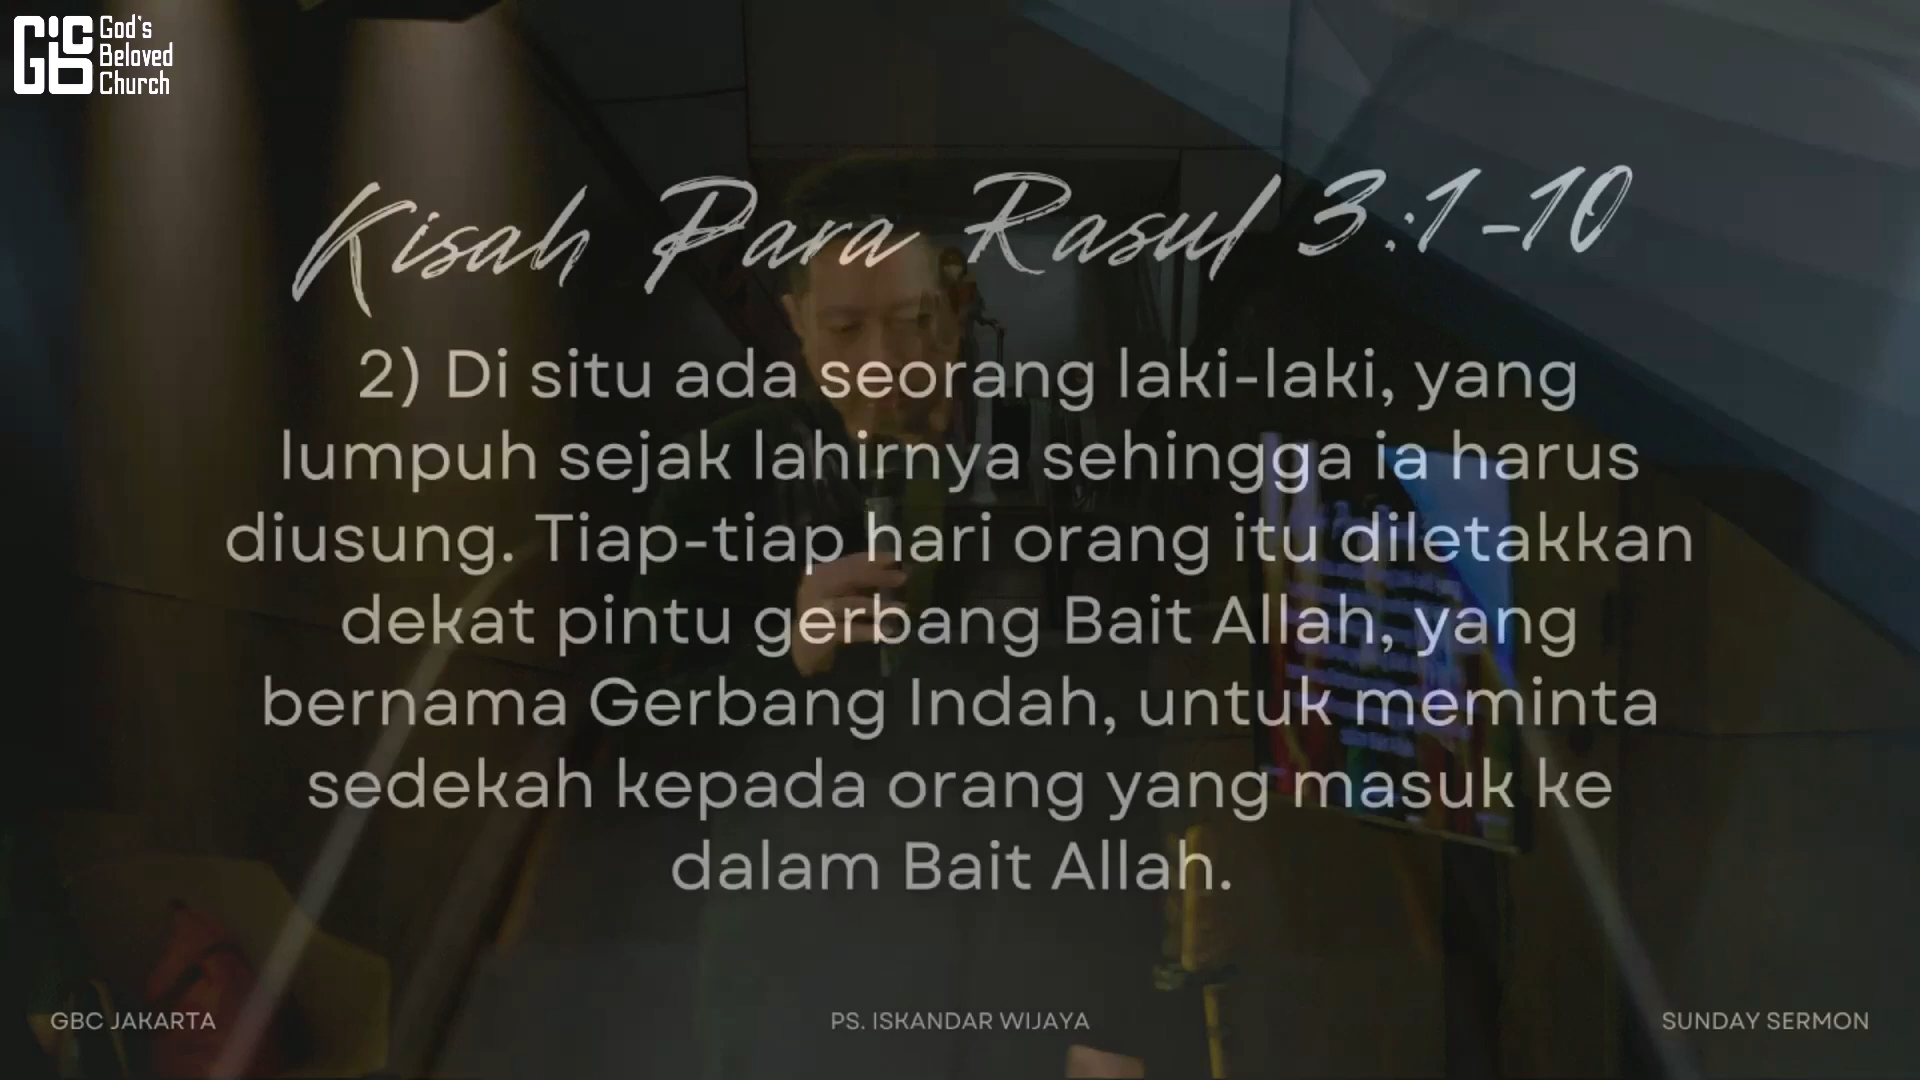 God's
Beloved
Church
Kisah Para Rasul 3:1-10
2) Di situ ada seorang laki-laki, yang
lumpuh sejak lahirnya sehingga ia harus
diusung. Tiap-tiap hari orang itu diletakkan
dekat pintu gerbang Bait Allah, yang
bernama Gerbang Indah, untuk meminta
sedekah kepada orang yang masuk ke
dalam Bait Allah.
GBC JAKARTA
PS. ISKANDAR WIJAYA
SUNDAY SERMON